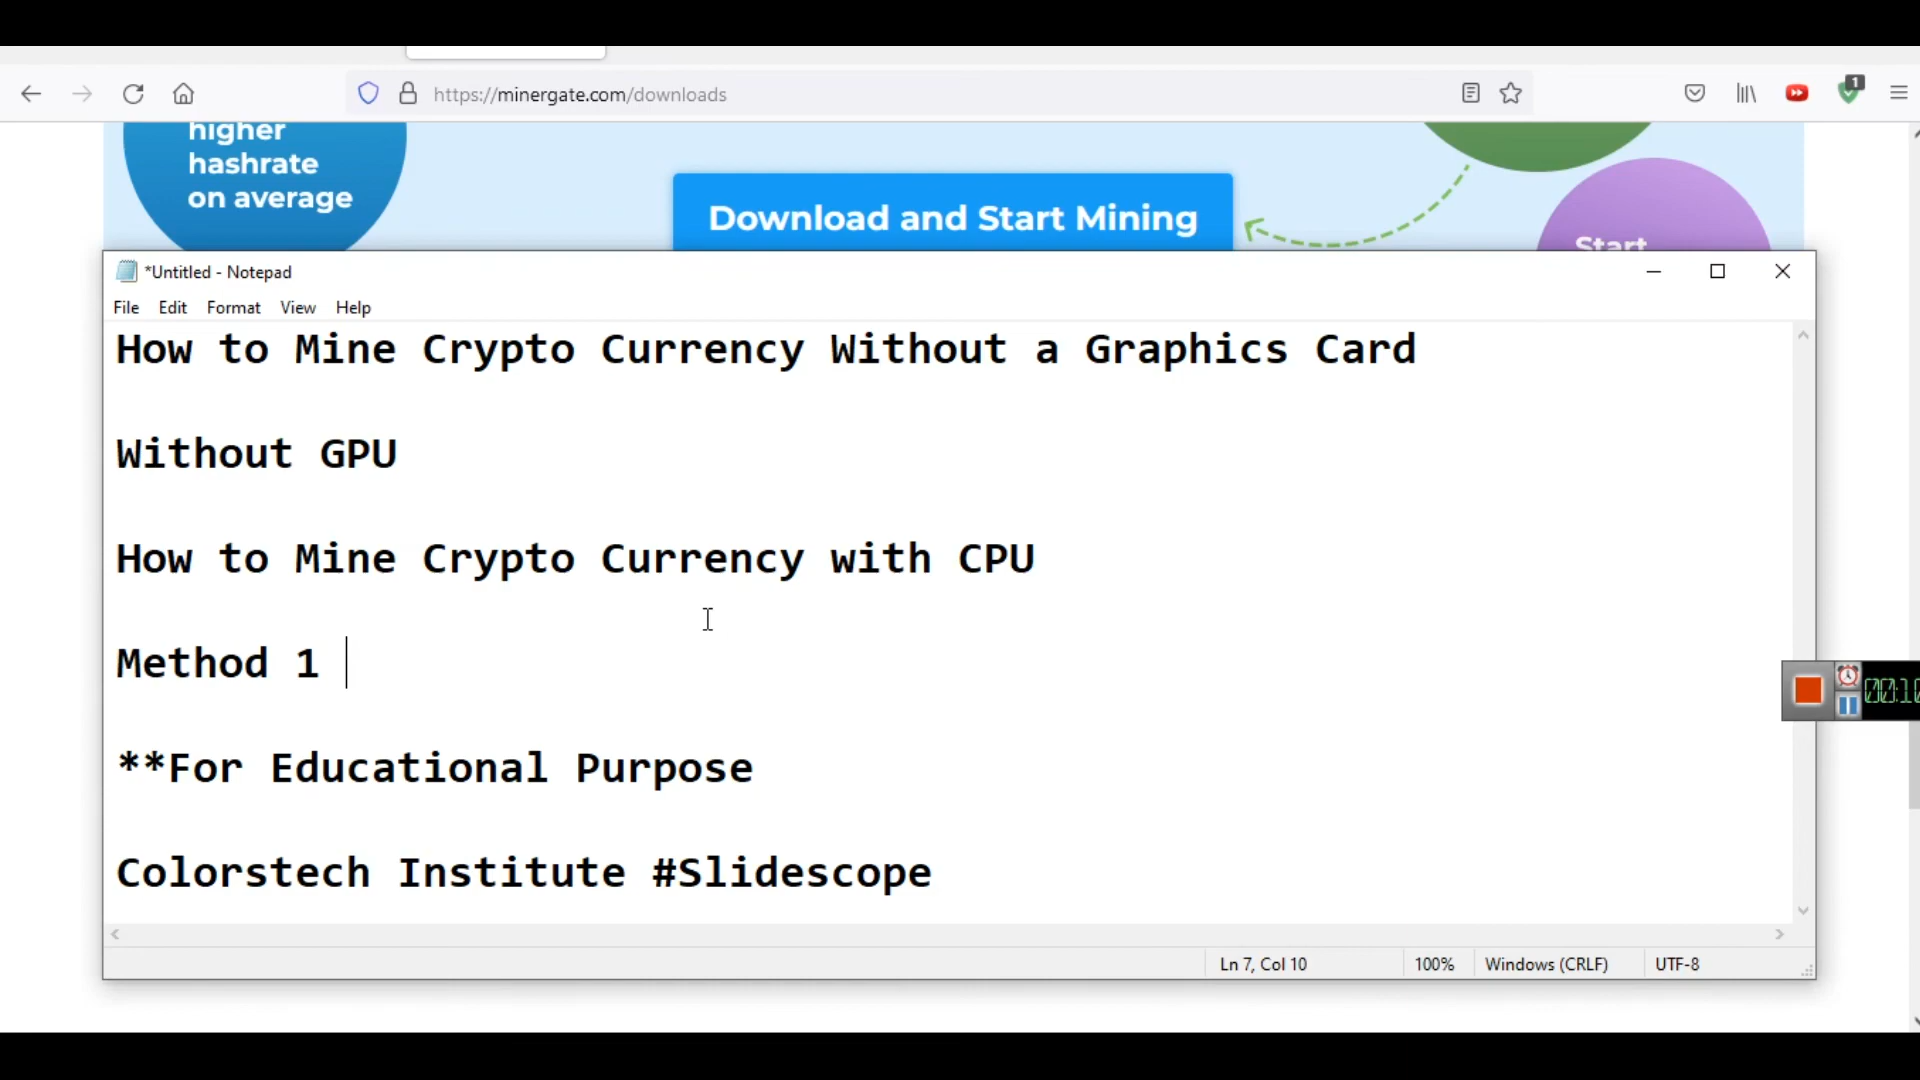 https://minergate.com/downloads
1
higher
hashrate
on average
Download and Start Mining
Start
*Untitled - Notepad
File Edit Format View Help
How to Mine Crypto Currency Without a Graphics Card
Without GPU
How to Mine Crypto Currency with CPU
Method 1
**For Educational Purpose
Colorstech Institute #Slidescope
Ln 7, Col 10
100%
Windows (CRLF)
UTF-8